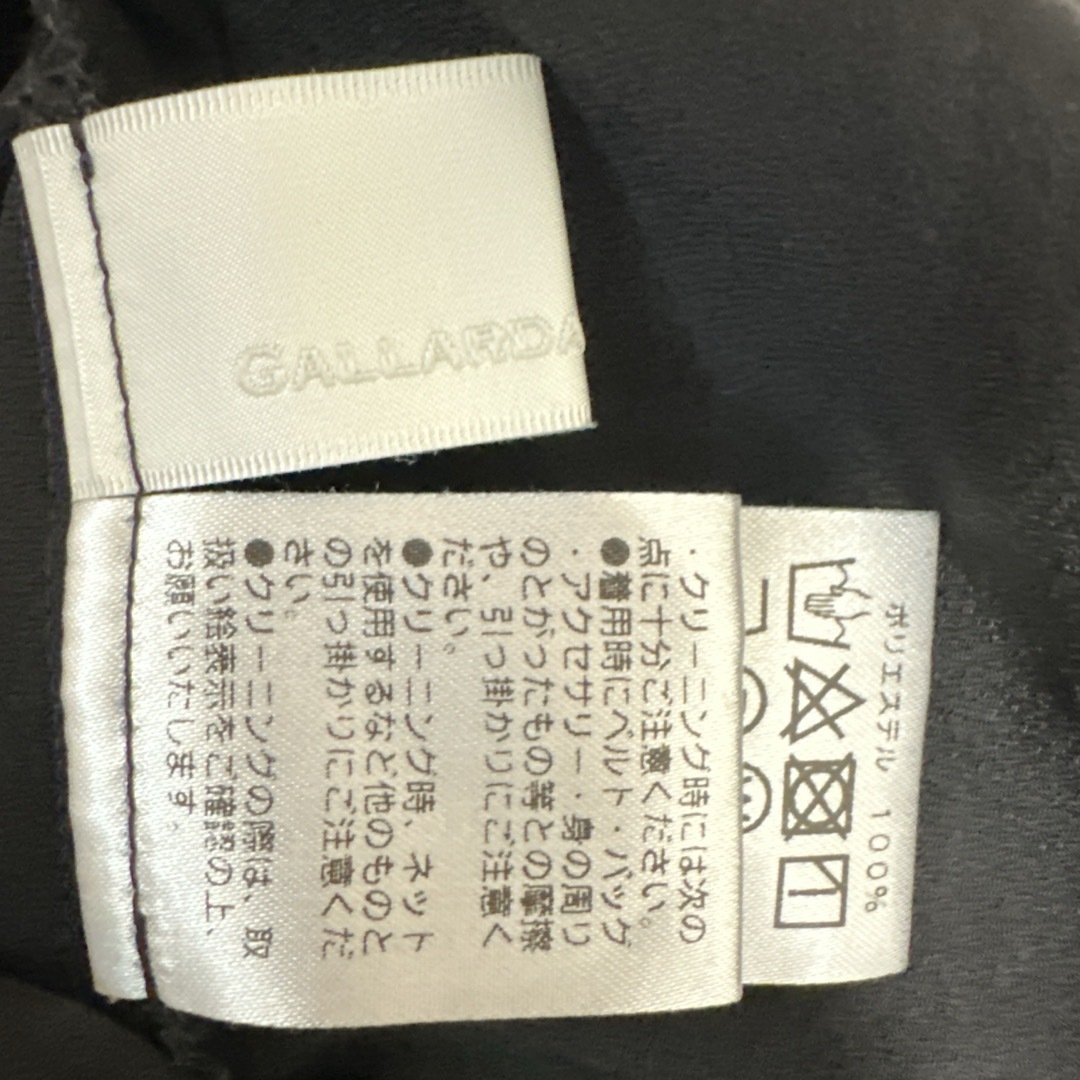 GALLARDA
ポリエステル 100%
・クリーニング時には次の
点に十分ご注意ください。
●着用時にベルト・バッグ
・アクセサリー・身の周り
のとがったもの等との摩擦
や、引っ掛かりにご注意く
ださい。
●クリーニング時、ネット
を使用するなど他のものと
の引っ掛かりにご注意くだ
さい。
●クリーニングの際は、取
扱い絵表示をご確認の上、
お願いいたします。